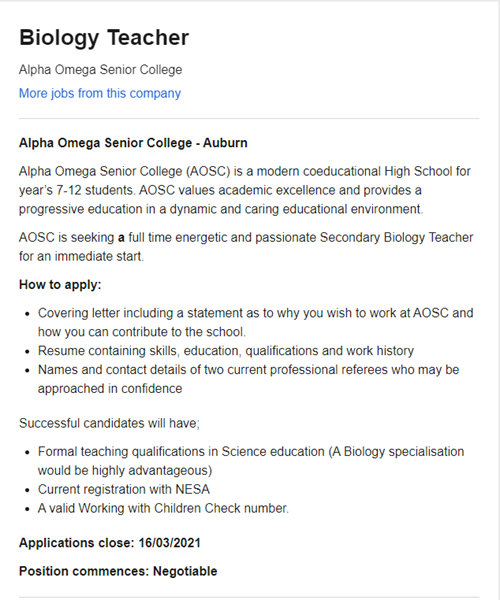 Biology Teacher
Alpha Omega Senior College
More jobs from this company
Alpha Omega Senior College - Auburn
Alpha Omega Senior College (AOSC) is a modern coeducational High School for
year's 7-12 students. AOSC values academic excellence and provides a
progressive education in a dynamic and caring educational environment.
AOSC is seeking a full time energetic and passionate Secondary Biology Teacher
for an immediate start.
How to apply:
• Covering letter including a statement as to why you wish to work at AOSC and
how you can contribute to the school.
• Resume containing skills, education, qualifications and work history
• Names and contact details of two current professional referees who may be
approached in confidence
Successful candidates will have;
• Formal teaching qualifications in Science education (A Biology specialisation
would be highly advantageous)
• Current registration with NESA
• A valid Working with Children Check number.
Applications close: 16/03/2021
Position commences: Negotiable